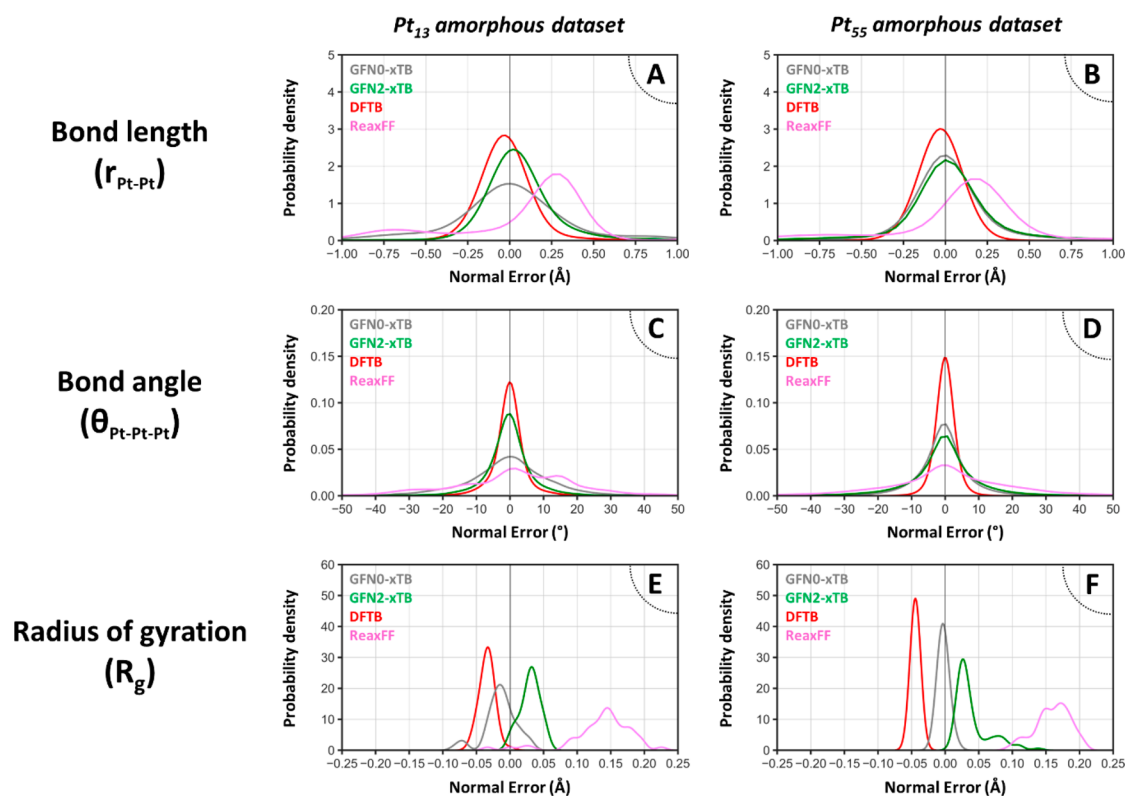 Pt13 amorphous dataset
Pt55 amorphous dataset
Bond length
(rPt-Pt)
Probability density
5
4
3
2
1
0
GFN0-xTB
GFN2-xTB
DFTB
ReaxFF
A
−1.00 −0.75 −0.50 −0.25 0.00 0.25 0.50 0.75 1.00
Normal Error (Å)
Probability density
5
4
3
2
1
0
GFN0-xTB
GFN2-xTB
DFTB
ReaxFF
B
−1.00 −0.75 −0.50 −0.25 0.00 0.25 0.50 0.75 1.00
Normal Error (Å)
Bond angle
(θPt-Pt-Pt)
Probability density
0.20
0.15
0.10
0.05
0.00
GFN0-xTB
GFN2-xTB
DFTB
ReaxFF
C
−50 −40 −30 −20 −10 0 10 20 30 40 50
Normal Error (°)
Probability density
0.20
0.15
0.10
0.05
0.00
GFN0-xTB
GFN2-xTB
DFTB
ReaxFF
D
−50 −40 −30 −20 −10 0 10 20 30 40 50
Normal Error (°)
Radius of gyration
(Rg)
Probability density
60
50
40
30
20
10
0
GFN0-xTB
GFN2-xTB
DFTB
ReaxFF
E
−0.25 −0.20 −0.15 −0.10 −0.05 0.00 0.05 0.10 0.15 0.20 0.25
Normal Error (Å)
Probability density
60
50
40
30
20
10
0
GFN0-xTB
GFN2-xTB
DFTB
ReaxFF
F
−0.25 −0.20 −0.15 −0.10 −0.05 0.00 0.05 0.10 0.15 0.20 0.25
Normal Error (Å)